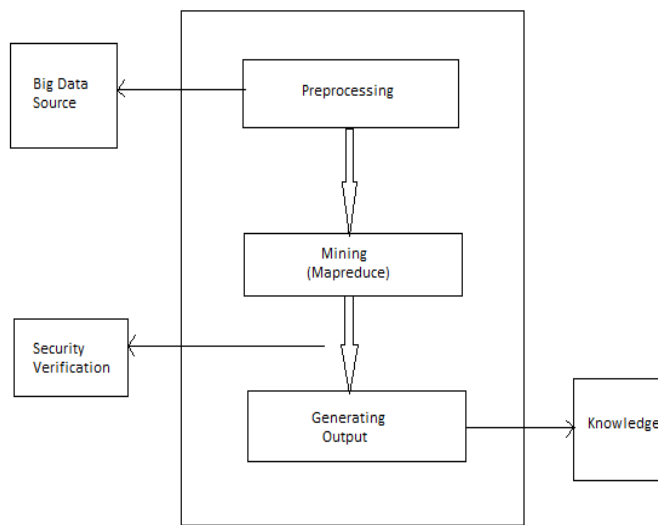 Big Data
Source
Preprocessing
Mining
(Mapreduce)
Security
Verification
Generating
Output
Knowledge